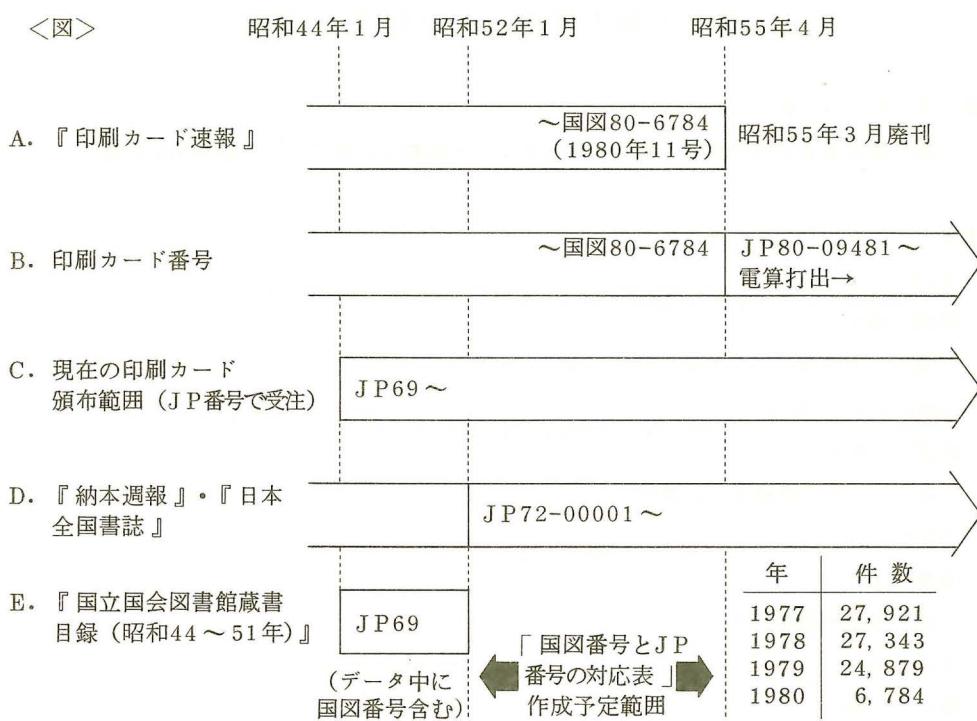 <図>
昭和44年1月
昭和52年1月
昭和55年4月
A.『印刷カード速報』
~国図80-6784
(1980年11号)
昭和55年3月廃刊
B.印刷カード番号
~国図80-6784
JP80-09481~
電算打出→
C.現在の印刷カード
頒布範囲(JP番号で受注)
JP69~
D.『納本週報』・『日本
全国書誌』
JP72-00001~
E.『国立国会図書館蔵書
目録(昭和44~51年)』
JP69
(データ中に
国図番号含む)
「国図番号とJP
番号の対応表」
作成予定範囲
年 件数
1977 27,921
1978 27,343
1979 24,879
1980 6,784